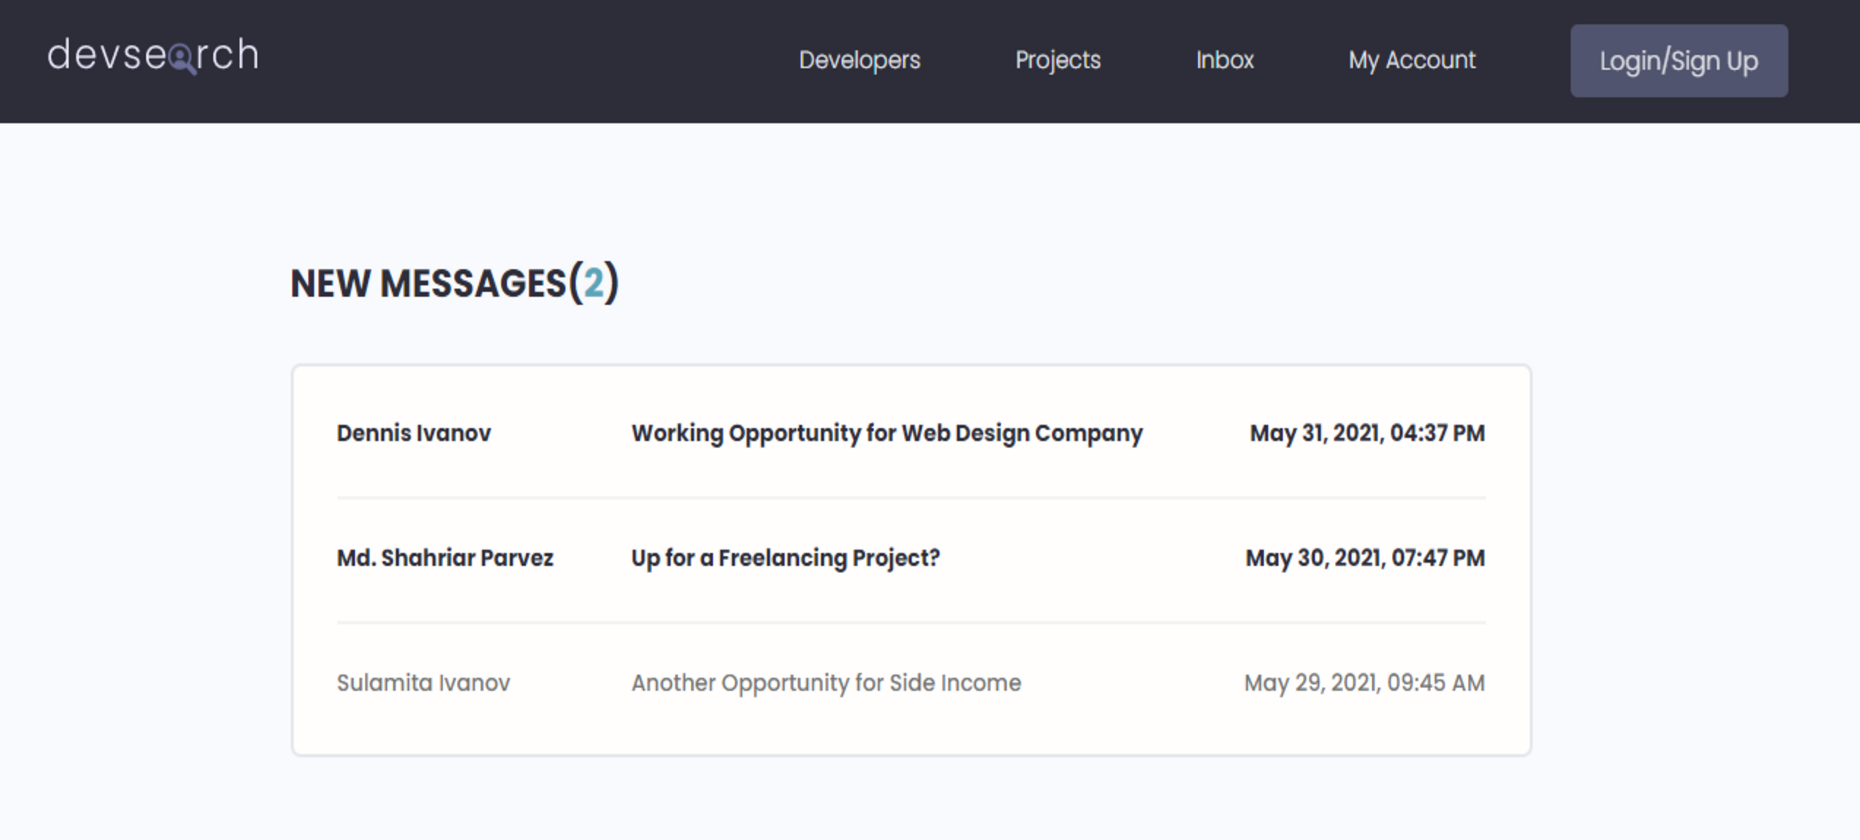 devsearch Developers Projects Inbox My Account Login/Sign Up
NEW MESSAGES(2)
Dennis Ivanov Working Opportunity for Web Design Company May 31, 2021, 04:37 PM
Md. Shahriar Parvez Up for a Freelancing Project? May 30, 2021, 07:47 PM
Sulamita Ivanov Another Opportunity for Side Income May 29, 2021, 09:45 AM